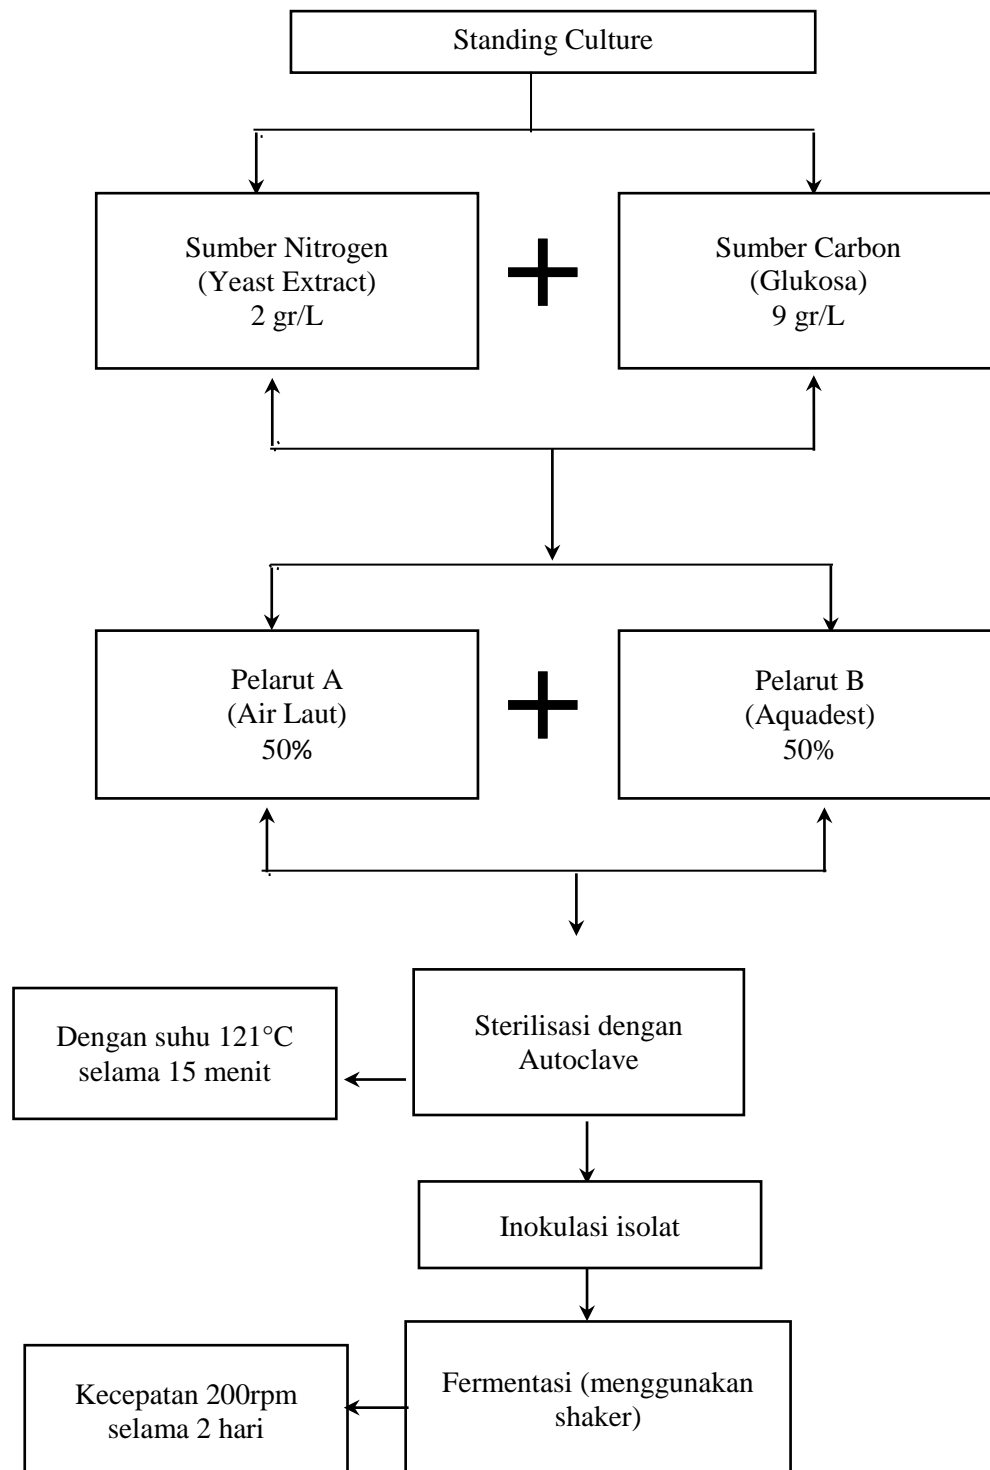 Standing Culture
Sumber Nitrogen
(Yeast Extract)
2 gr/L
Sumber Carbon
(Glukosa)
9 gr/L
Pelarut A
(Air Laut)
50%
Pelarut B
(Aquadest)
50%
Dengan suhu 121°C
selama 15 menit
Sterilisasi dengan
Autoclave
Inokulasi isolat
Kecepatan 200rpm
selama 2 hari
Fermentasi (menggunakan
shaker)